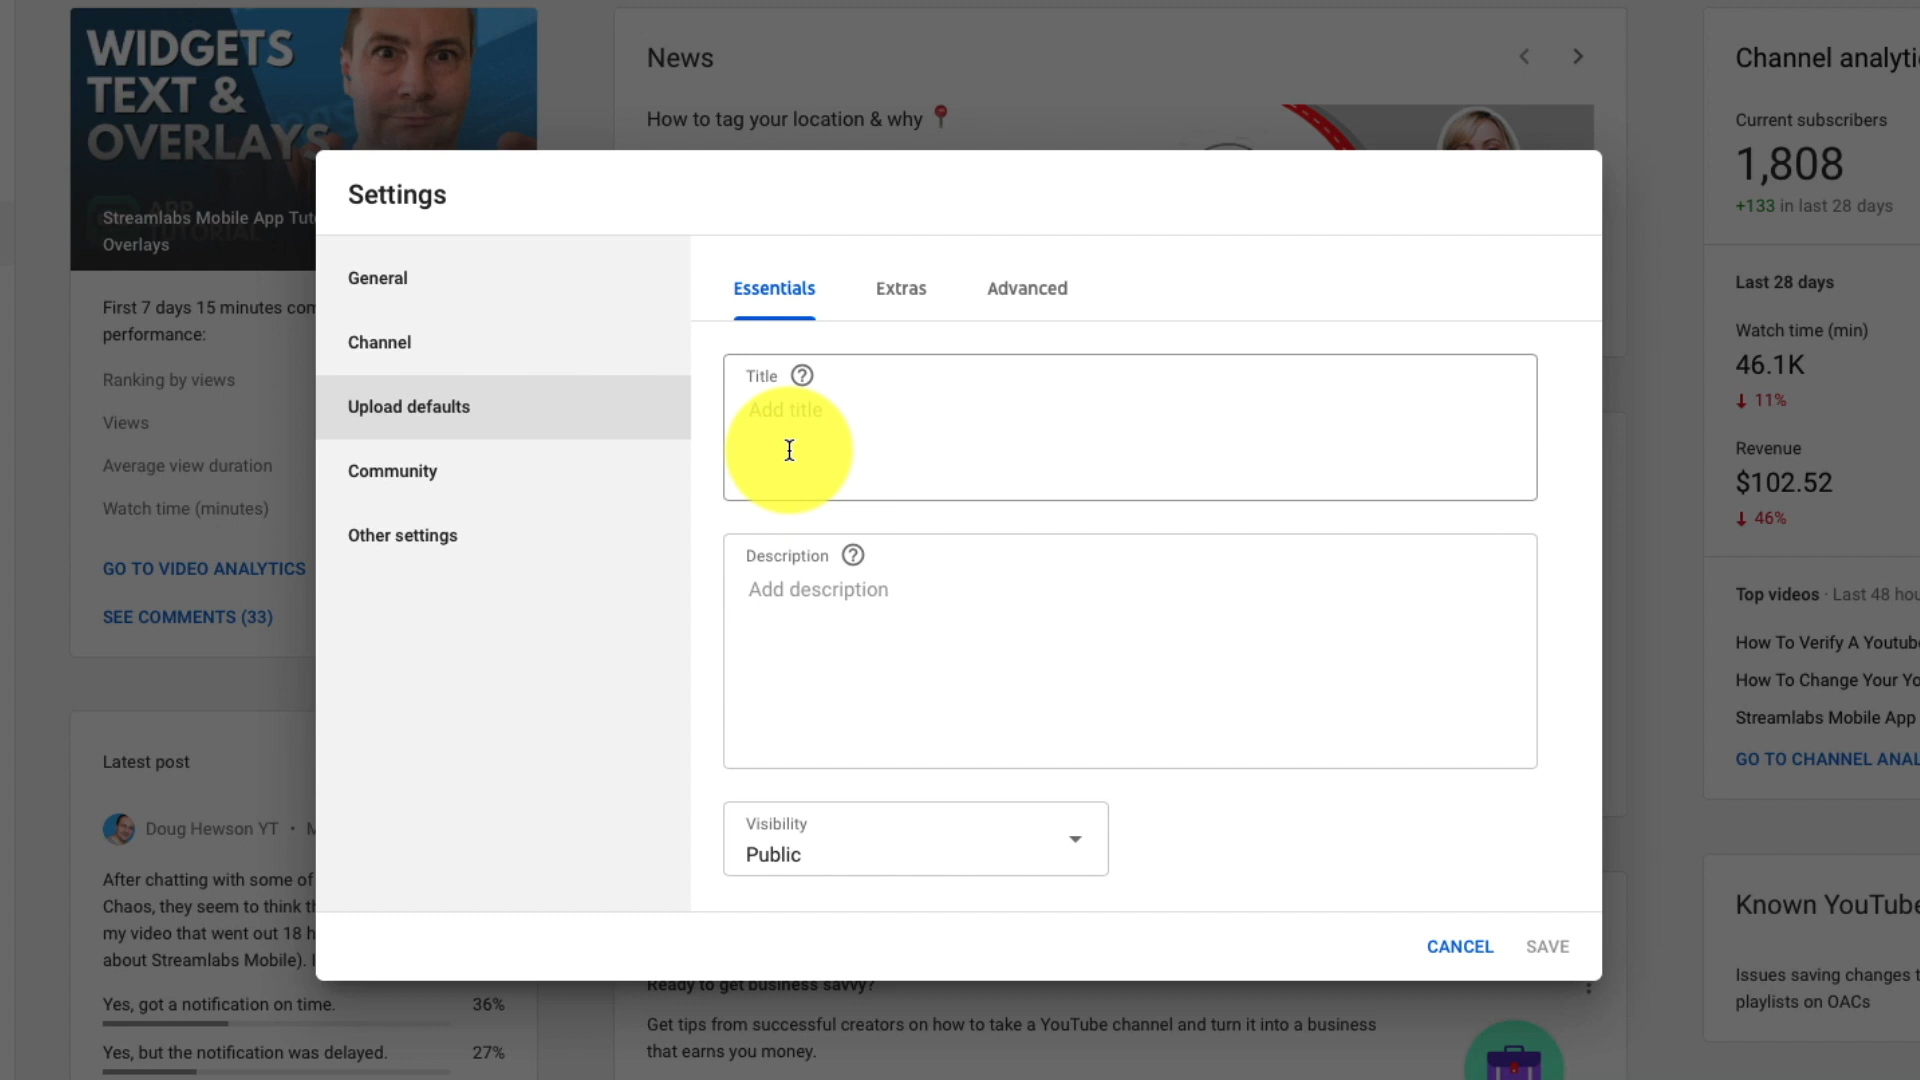 WIDGETS
TEXT &
OVERLAYS
Streamlabs Mobile App Tut
Overlays
First 7 days 15 minutes com
performance:
Ranking by views
Views
Average view duration
Watch time (minutes)
GO TO VIDEO ANALYTICS
SEE COMMENTS (33)
Latest post
Doug Hewson YT • M
After chatting with some of
Chaos, they seem to think th
my video that went out 18 h
about Streamlabs Mobile). I
Yes, got a notification on time. 36%
Yes, but the notification was delayed. 27%
News
How to tag your location & why
Settings
General
Channel
Upload defaults
Community
Other settings
Essentials
Extras
Advanced
Title
Add title
Description
Add description
Visibility
Public
CANCEL
SAVE
Ready to get business savvy?
Get tips from successful creators on how to take a YouTube channel and turn it into a business
that earns you money.
Channel analyti
Current subscribers
1,808
+133 in last 28 days
Last 28 days
Watch time (min)
46.1K
11%
Revenue
$102.52
46%
Top videos · Last 48 hou
How To Verify A Youtube
How To Change Your Yo
Streamlabs Mobile App
GO TO CHANNEL ANAL
Known YouTube
Issues saving changes t
playlists on OACs